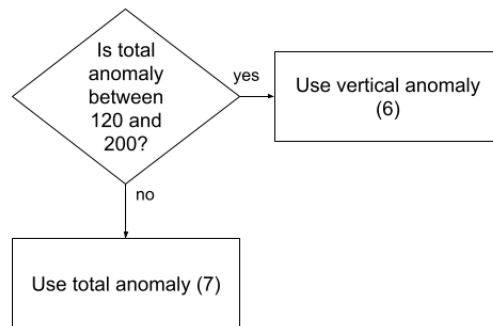 Is total
anomaly
between
120 and
200?
yes
Use vertical anomaly
(6)
no
Use total anomaly (7)